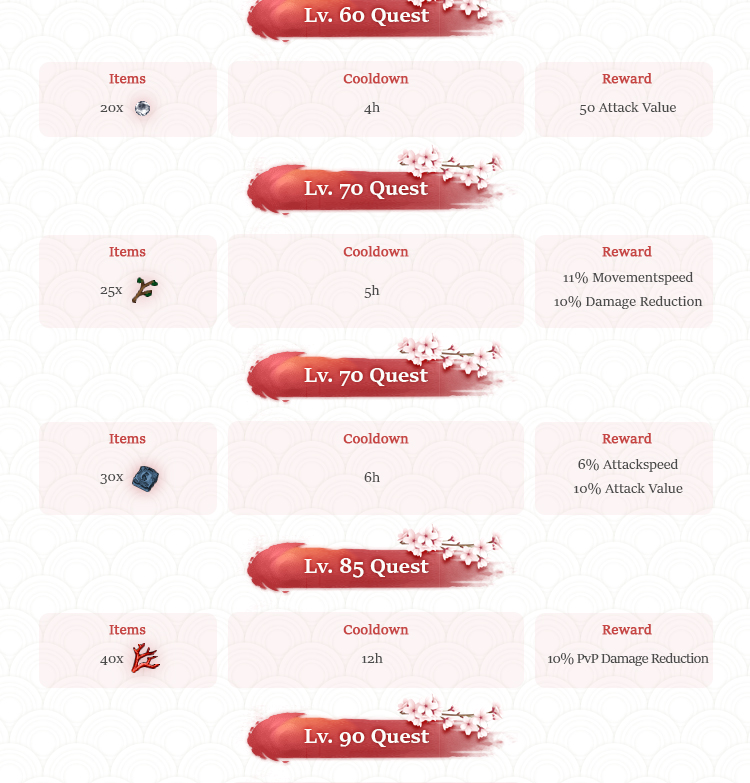 Lv. 60 Quest
Items
Cooldown
Reward
20x
4h
50 Attack Value
Lv. 70 Quest
Items
Cooldown
Reward
25x
5h
11% Movementspeed
10% Damage Reduction
Lv. 70 Quest
Items
Cooldown
Reward
30x
6h
6% Attackspeed
10% Attack Value
Lv. 85 Quest
Items
Cooldown
Reward
40x
12h
10% PvP Damage Reduction
Lv. 90 Quest